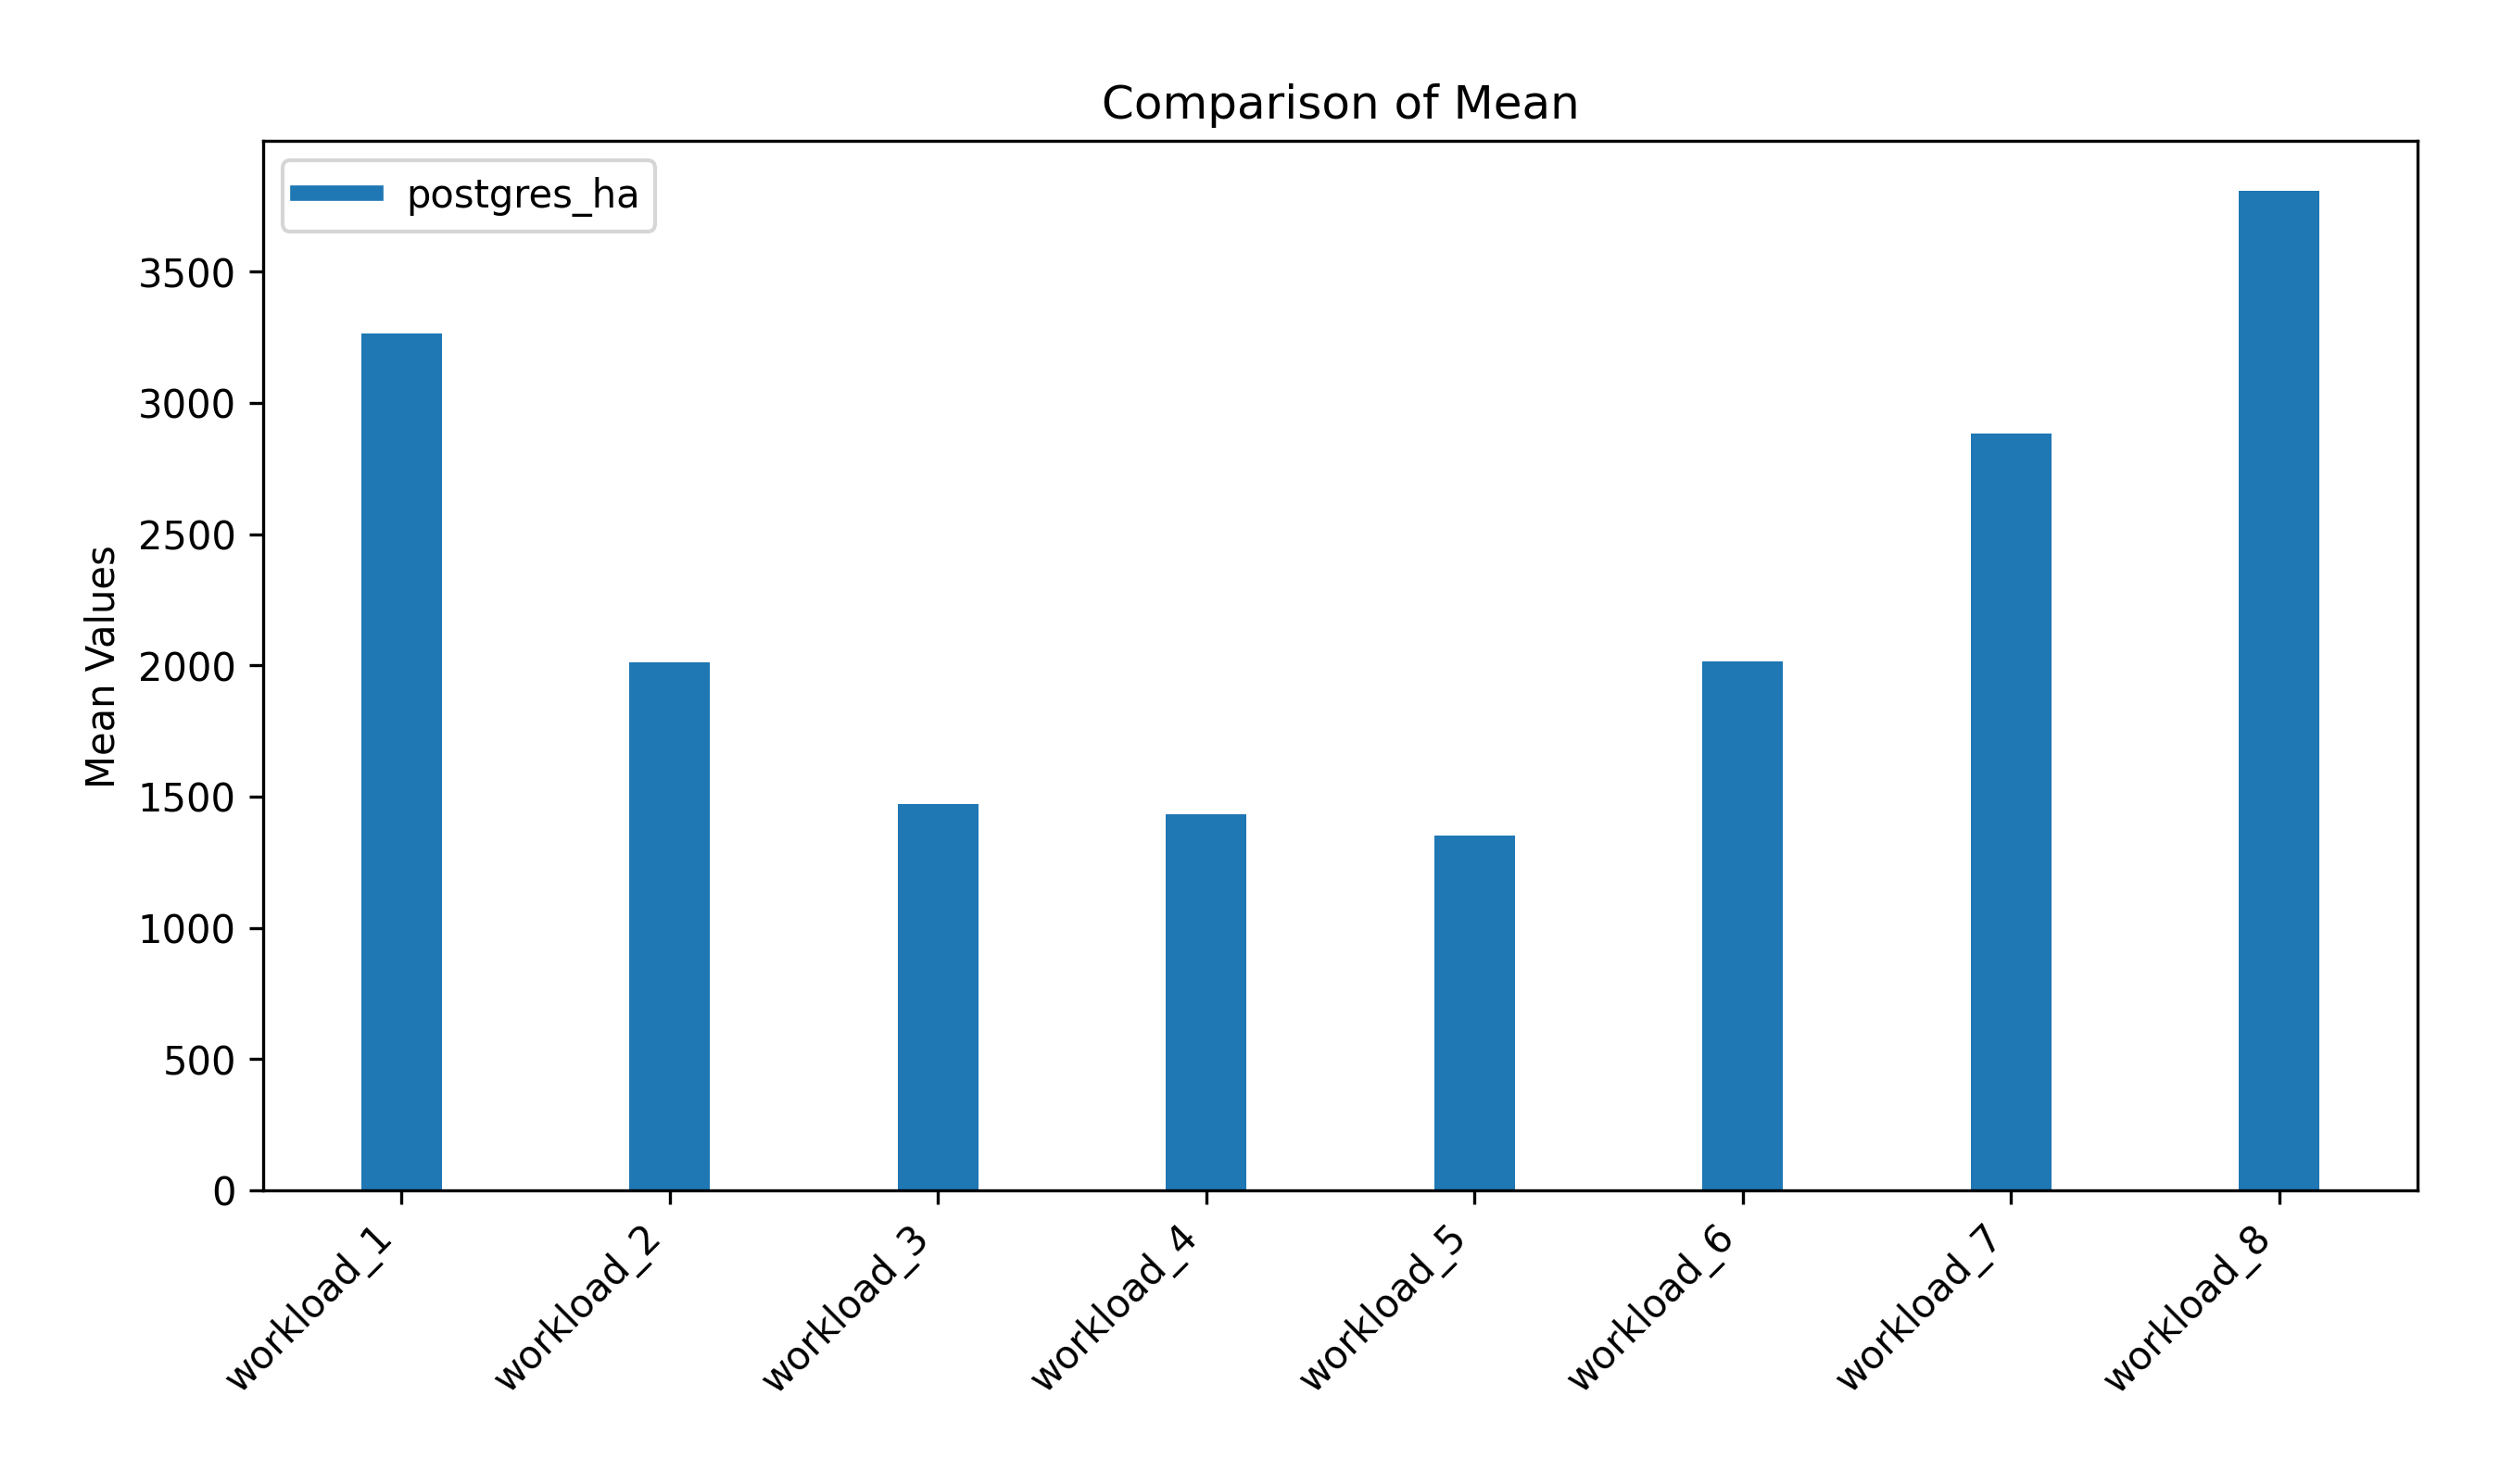 Comparison of Mean
postgres_ha
Mean Values
3500
3000
2500
2000
1500
1000
500
0
workload_1
workload_2
workload_3
workload_4
workload_5
workload_6
workload_7
workload_8